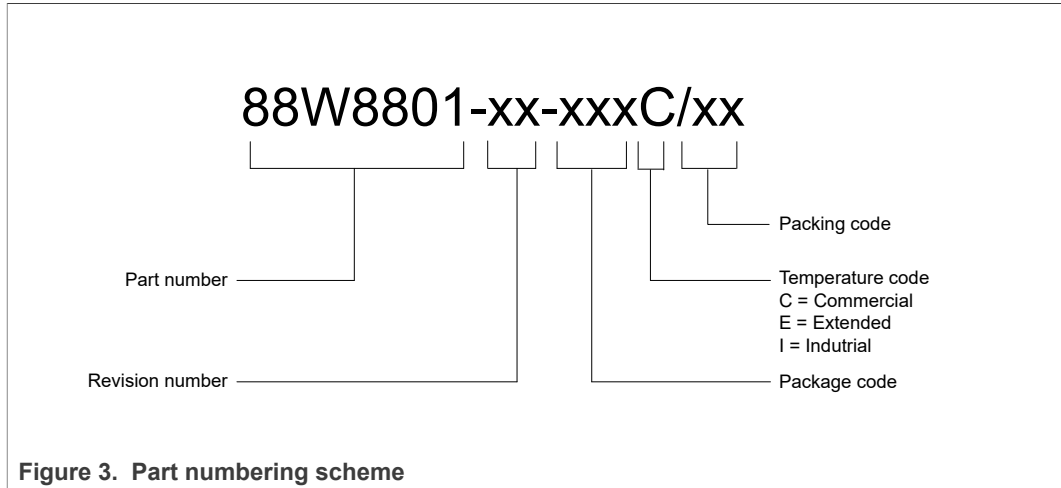 88W8801-xx-xxxC/xx
Packing code
Part number
Temperature code
C = Commercial
E = Extended
I = Indutrial
Revision number
Package code
Figure 3. Part numbering scheme